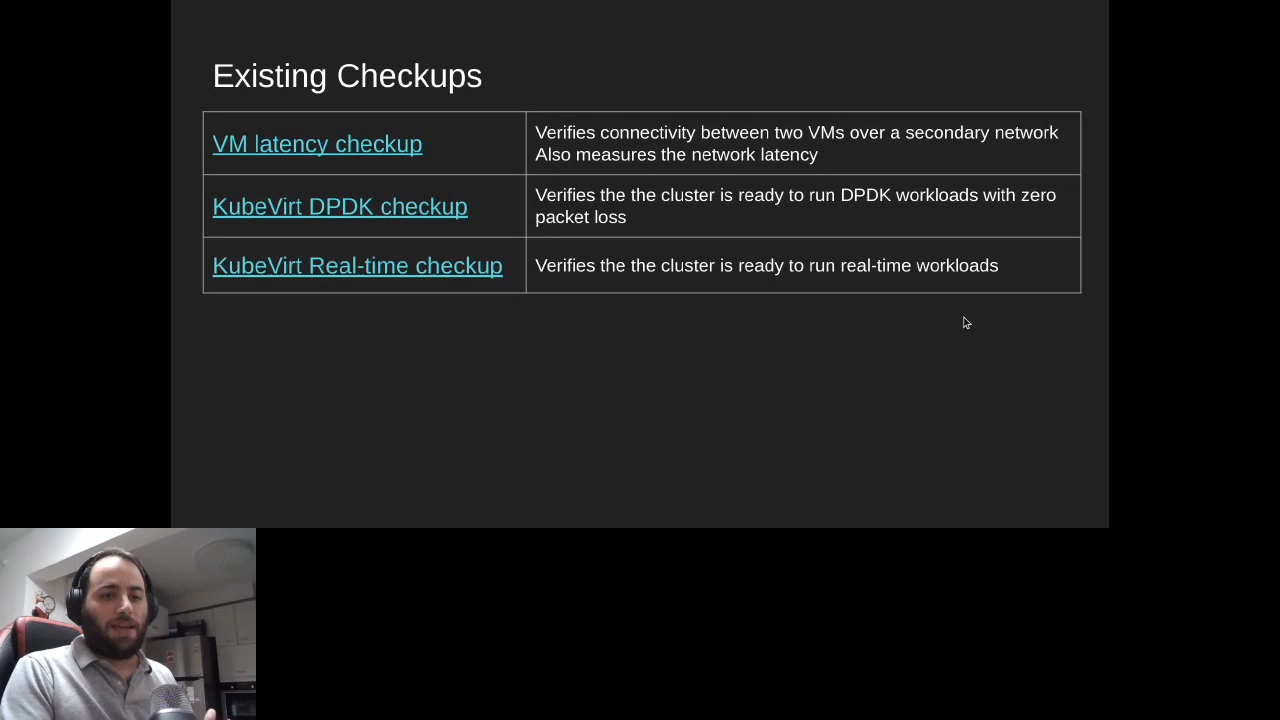 Existing Checkups
VM latency checkup
Verifies connectivity between two VMs over a secondary network
Also measures the network latency
KubeVirt DPDK checkup
Verifies the the cluster is ready to run DPDK workloads with zero
packet loss
KubeVirt Real-time checkup
Verifies the the cluster is ready to run real-time workloads